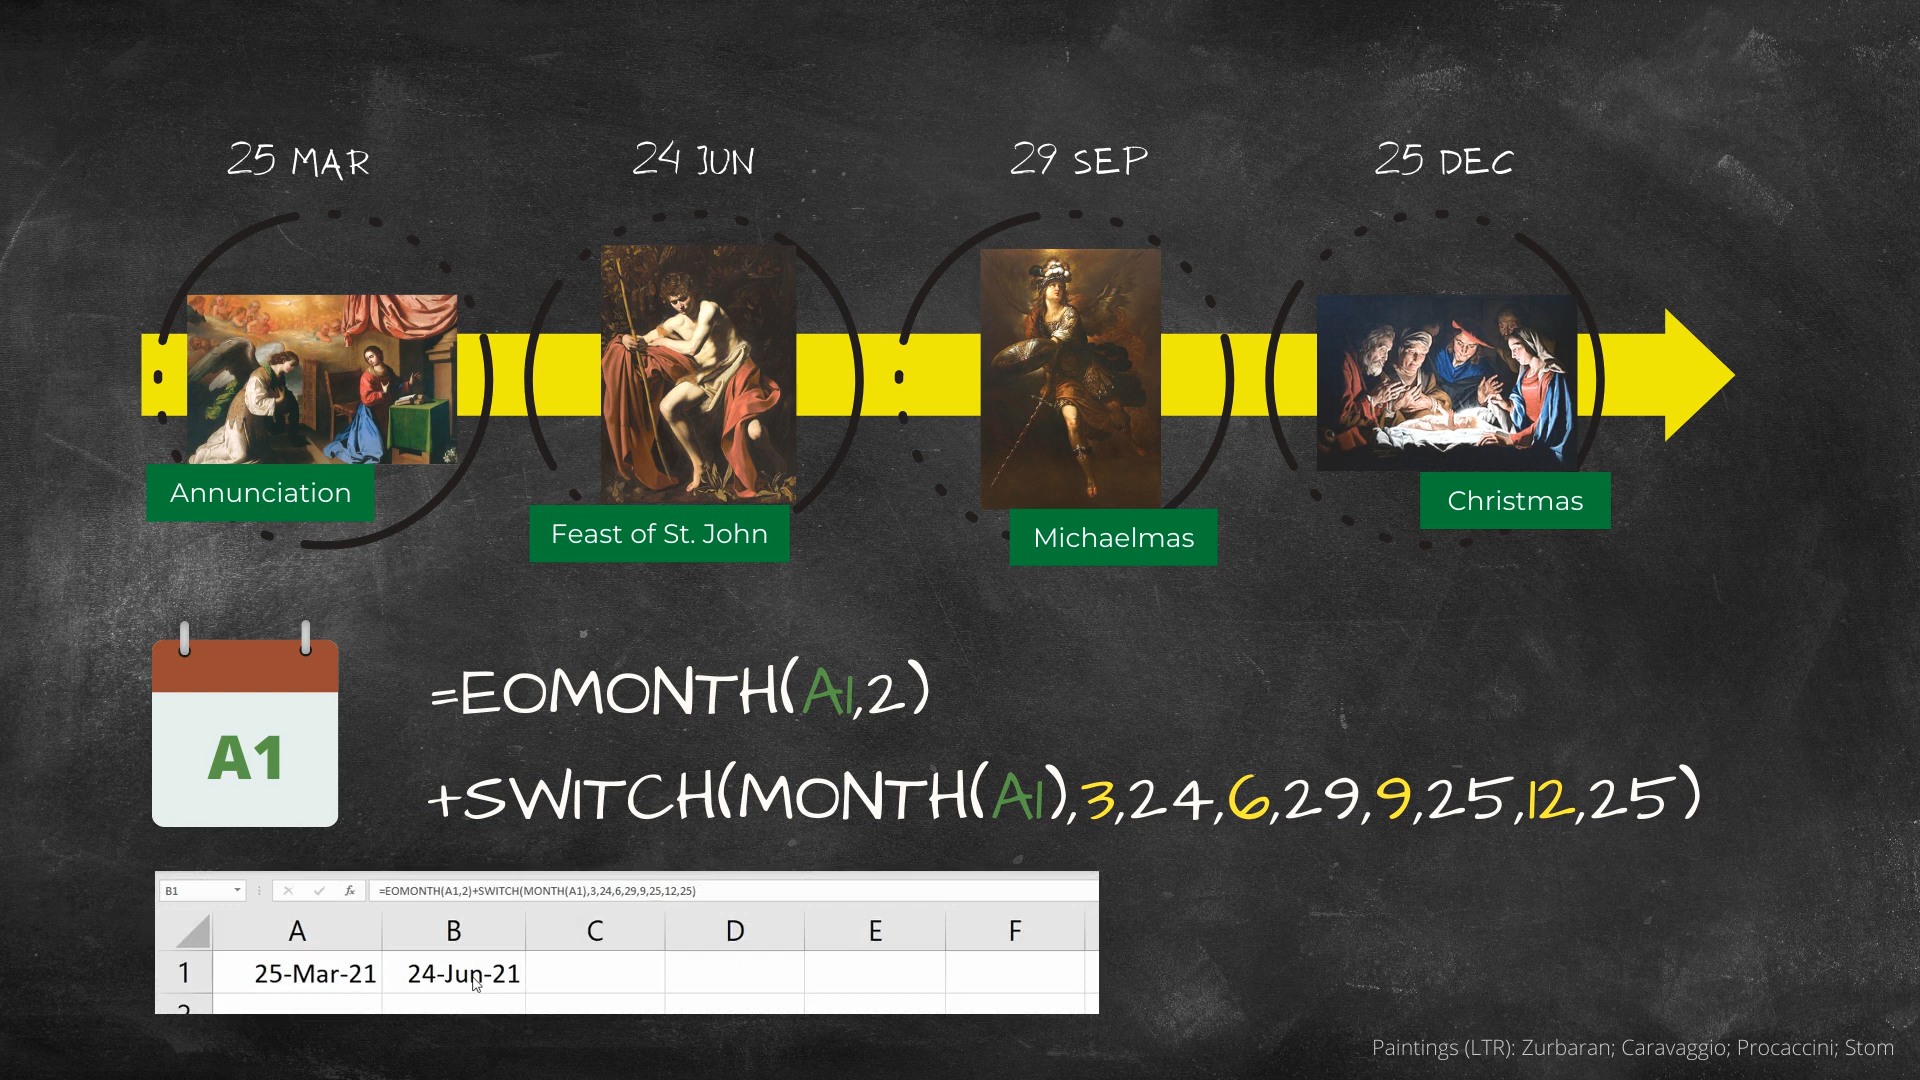 25 MAR
24 JUN
29 SEP
25 DEC
Annunciation
Feast of St. John
Michaelmas
Christmas
A1
=EOMONTH(A1,2)
+SWITCH(MONTH(A1),3,24,6,29,9,25,12,25)
B1 fx =EOMONTH(A1,2)+SWITCH(MONTH(A1),3,24,6,29,9,25,12,25)
A B C D E F
1 25-Mar-21 24-Jun-21
2
Paintings (LTR): Zurbaran; Caravaggio; Procaccini; Stom